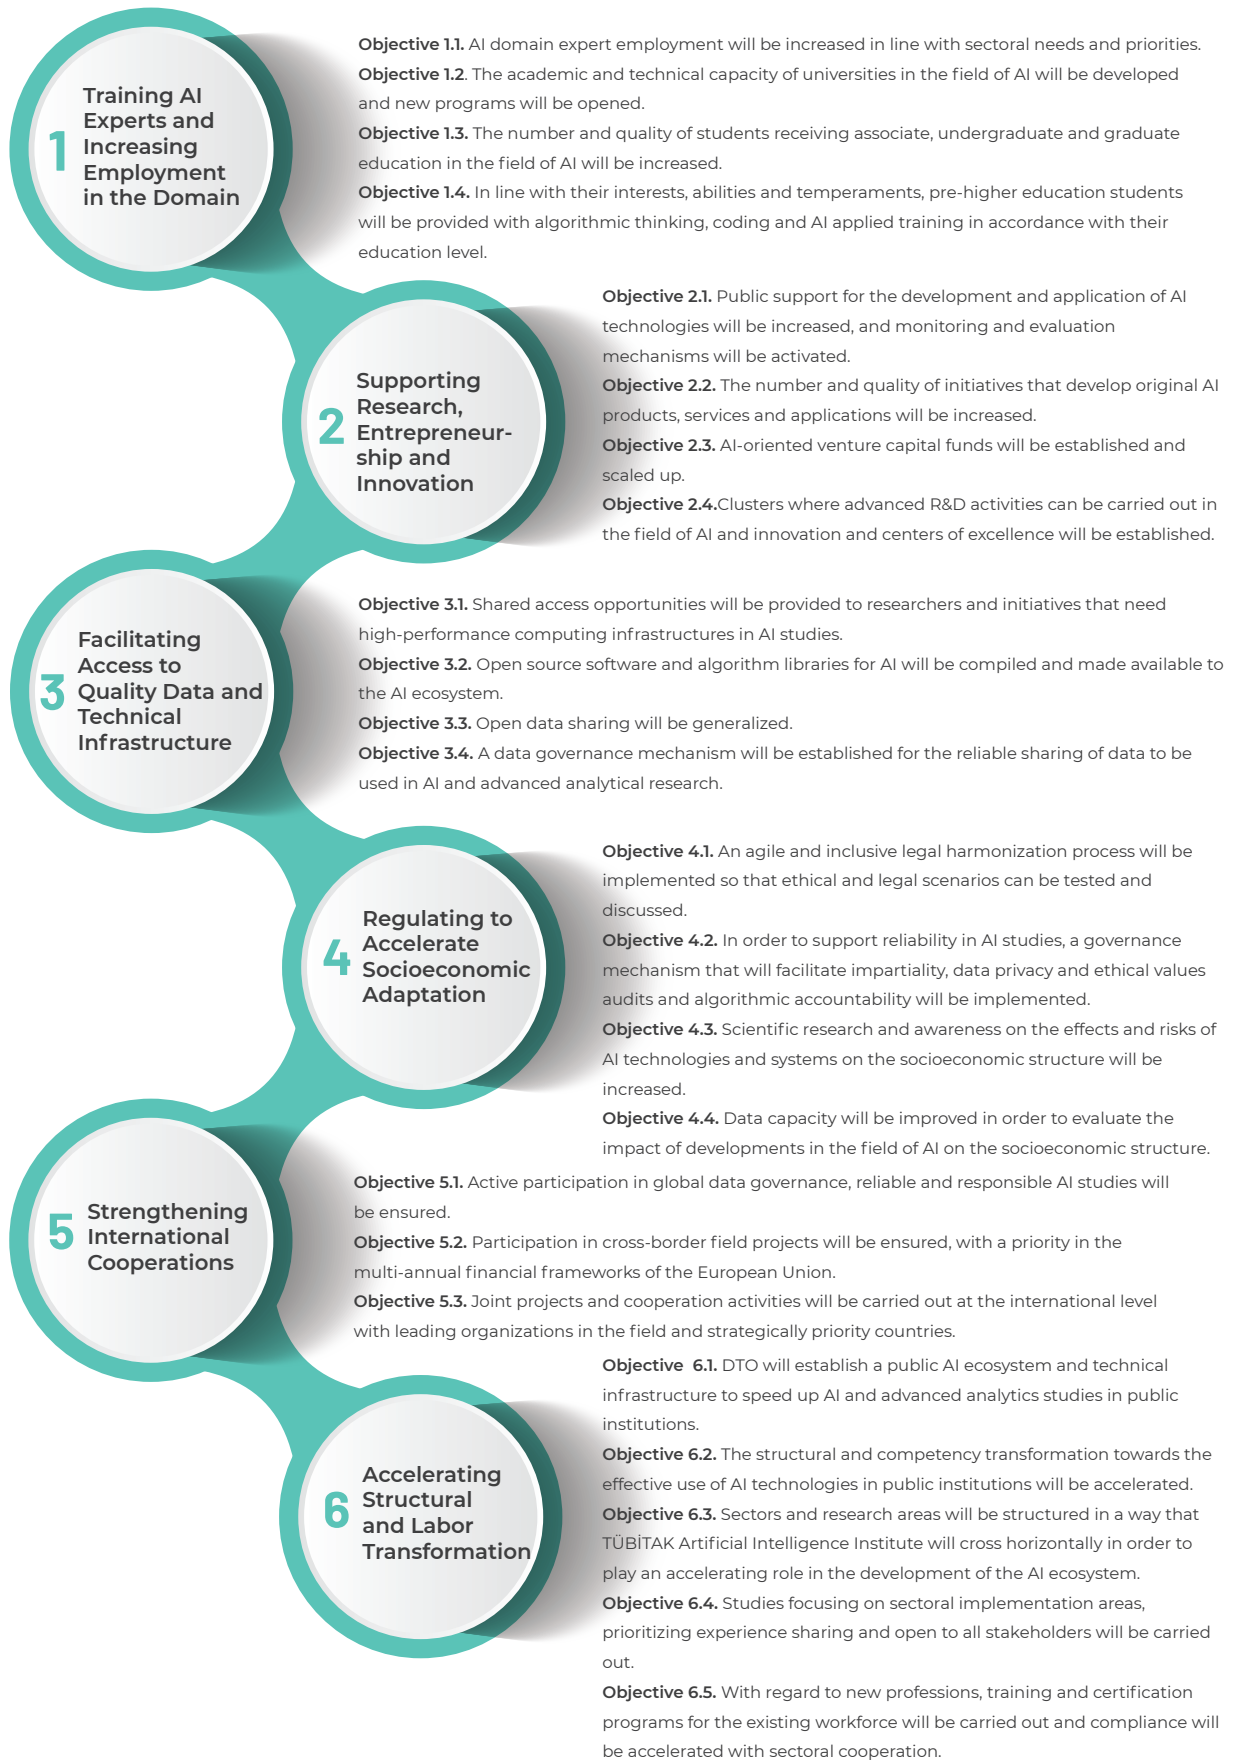 1
Training AI
Experts and
Increasing
Employment
in the Domain
Objective 1.1. AI domain expert employment will be increased in line with sectoral needs and priorities.
Objective 1.2. The academic and technical capacity of universities in the field of AI will be developed
and new programs will be opened.
Objective 1.3. The number and quality of students receiving associate, undergraduate and graduate
education in the field of AI will be increased.
Objective 1.4. In line with their interests, abilities and temperaments, pre-higher education students
will be provided with algorithmic thinking, coding and AI applied training in accordance with their
education level.
2
Supporting
Research,
Entrepreneur-
ship and
Innovation
Objective 2.1. Public support for the development and application of AI
technologies will be increased, and monitoring and evaluation
mechanisms will be activated.
Objective 2.2. The number and quality of initiatives that develop original AI
products, services and applications will be increased.
Objective 2.3. AI-oriented venture capital funds will be established and
scaled up.
Objective 2.4.Clusters where advanced R&D activities can be carried out in
the field of AI and innovation and centers of excellence will be established.
3
Facilitating
Access to
Quality Data and
Technical
Infrastructure
Objective 3.1. Shared access opportunities will be provided to researchers and initiatives that need
high-performance computing infrastructures in AI studies.
Objective 3.2. Open source software and algorithm libraries for AI will be compiled and made available to
the AI ecosystem.
Objective 3.3. Open data sharing will be generalized.
Objective 3.4. A data governance mechanism will be established for the reliable sharing of data to be
used in AI and advanced analytical research.
4
Regulating to
Accelerate
Socioeconomic
Adaptation
Objective 4.1. An agile and inclusive legal harmonization process will be
implemented so that ethical and legal scenarios can be tested and
discussed.
Objective 4.2. In order to support reliability in AI studies, a governance
mechanism that will facilitate impartiality, data privacy and ethical values
audits and algorithmic accountability will be implemented.
Objective 4.3. Scientific research and awareness on the effects and risks of
AI technologies and systems on the socioeconomic structure will be
increased.
Objective 4.4. Data capacity will be improved in order to evaluate the
impact of developments in the field of AI on the socioeconomic structure.
5
Strengthening
International
Cooperations
Objective 5.1. Active participation in global data governance, reliable and responsible AI studies will
be ensured.
Objective 5.2. Participation in cross-border field projects will be ensured, with a priority in the
multi-annual financial frameworks of the European Union.
Objective 5.3. Joint projects and cooperation activities will be carried out at the international level
with leading organizations in the field and strategically priority countries.
6
Accelerating
Structural
and Labor
Transformation
Objective 6.1. DTO will establish a public AI ecosystem and technical
infrastructure to speed up AI and advanced analytics studies in public
institutions.
Objective 6.2. The structural and competency transformation towards the
effective use of AI technologies in public institutions will be accelerated.
Objective 6.3. Sectors and research areas will be structured in a way that
TÜBİTAK Artificial Intelligence Institute will cross horizontally in order to
play an accelerating role in the development of the AI ecosystem.
Objective 6.4. Studies focusing on sectoral implementation areas,
prioritizing experience sharing and open to all stakeholders will be carried
out.
Objective 6.5. With regard to new professions, training and certification
programs for the existing workforce will be carried out and compliance will
be accelerated with sectoral cooperation.